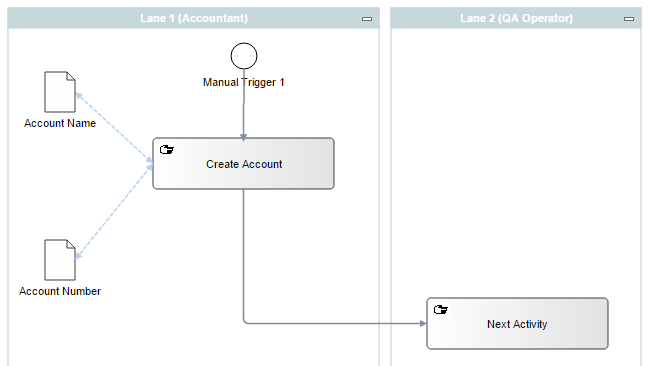 Lane 1 (Accountant)
Lane 2 (QA Operator)
Manual Trigger 1
Account Name
Create Account
Account Number
Next Activity